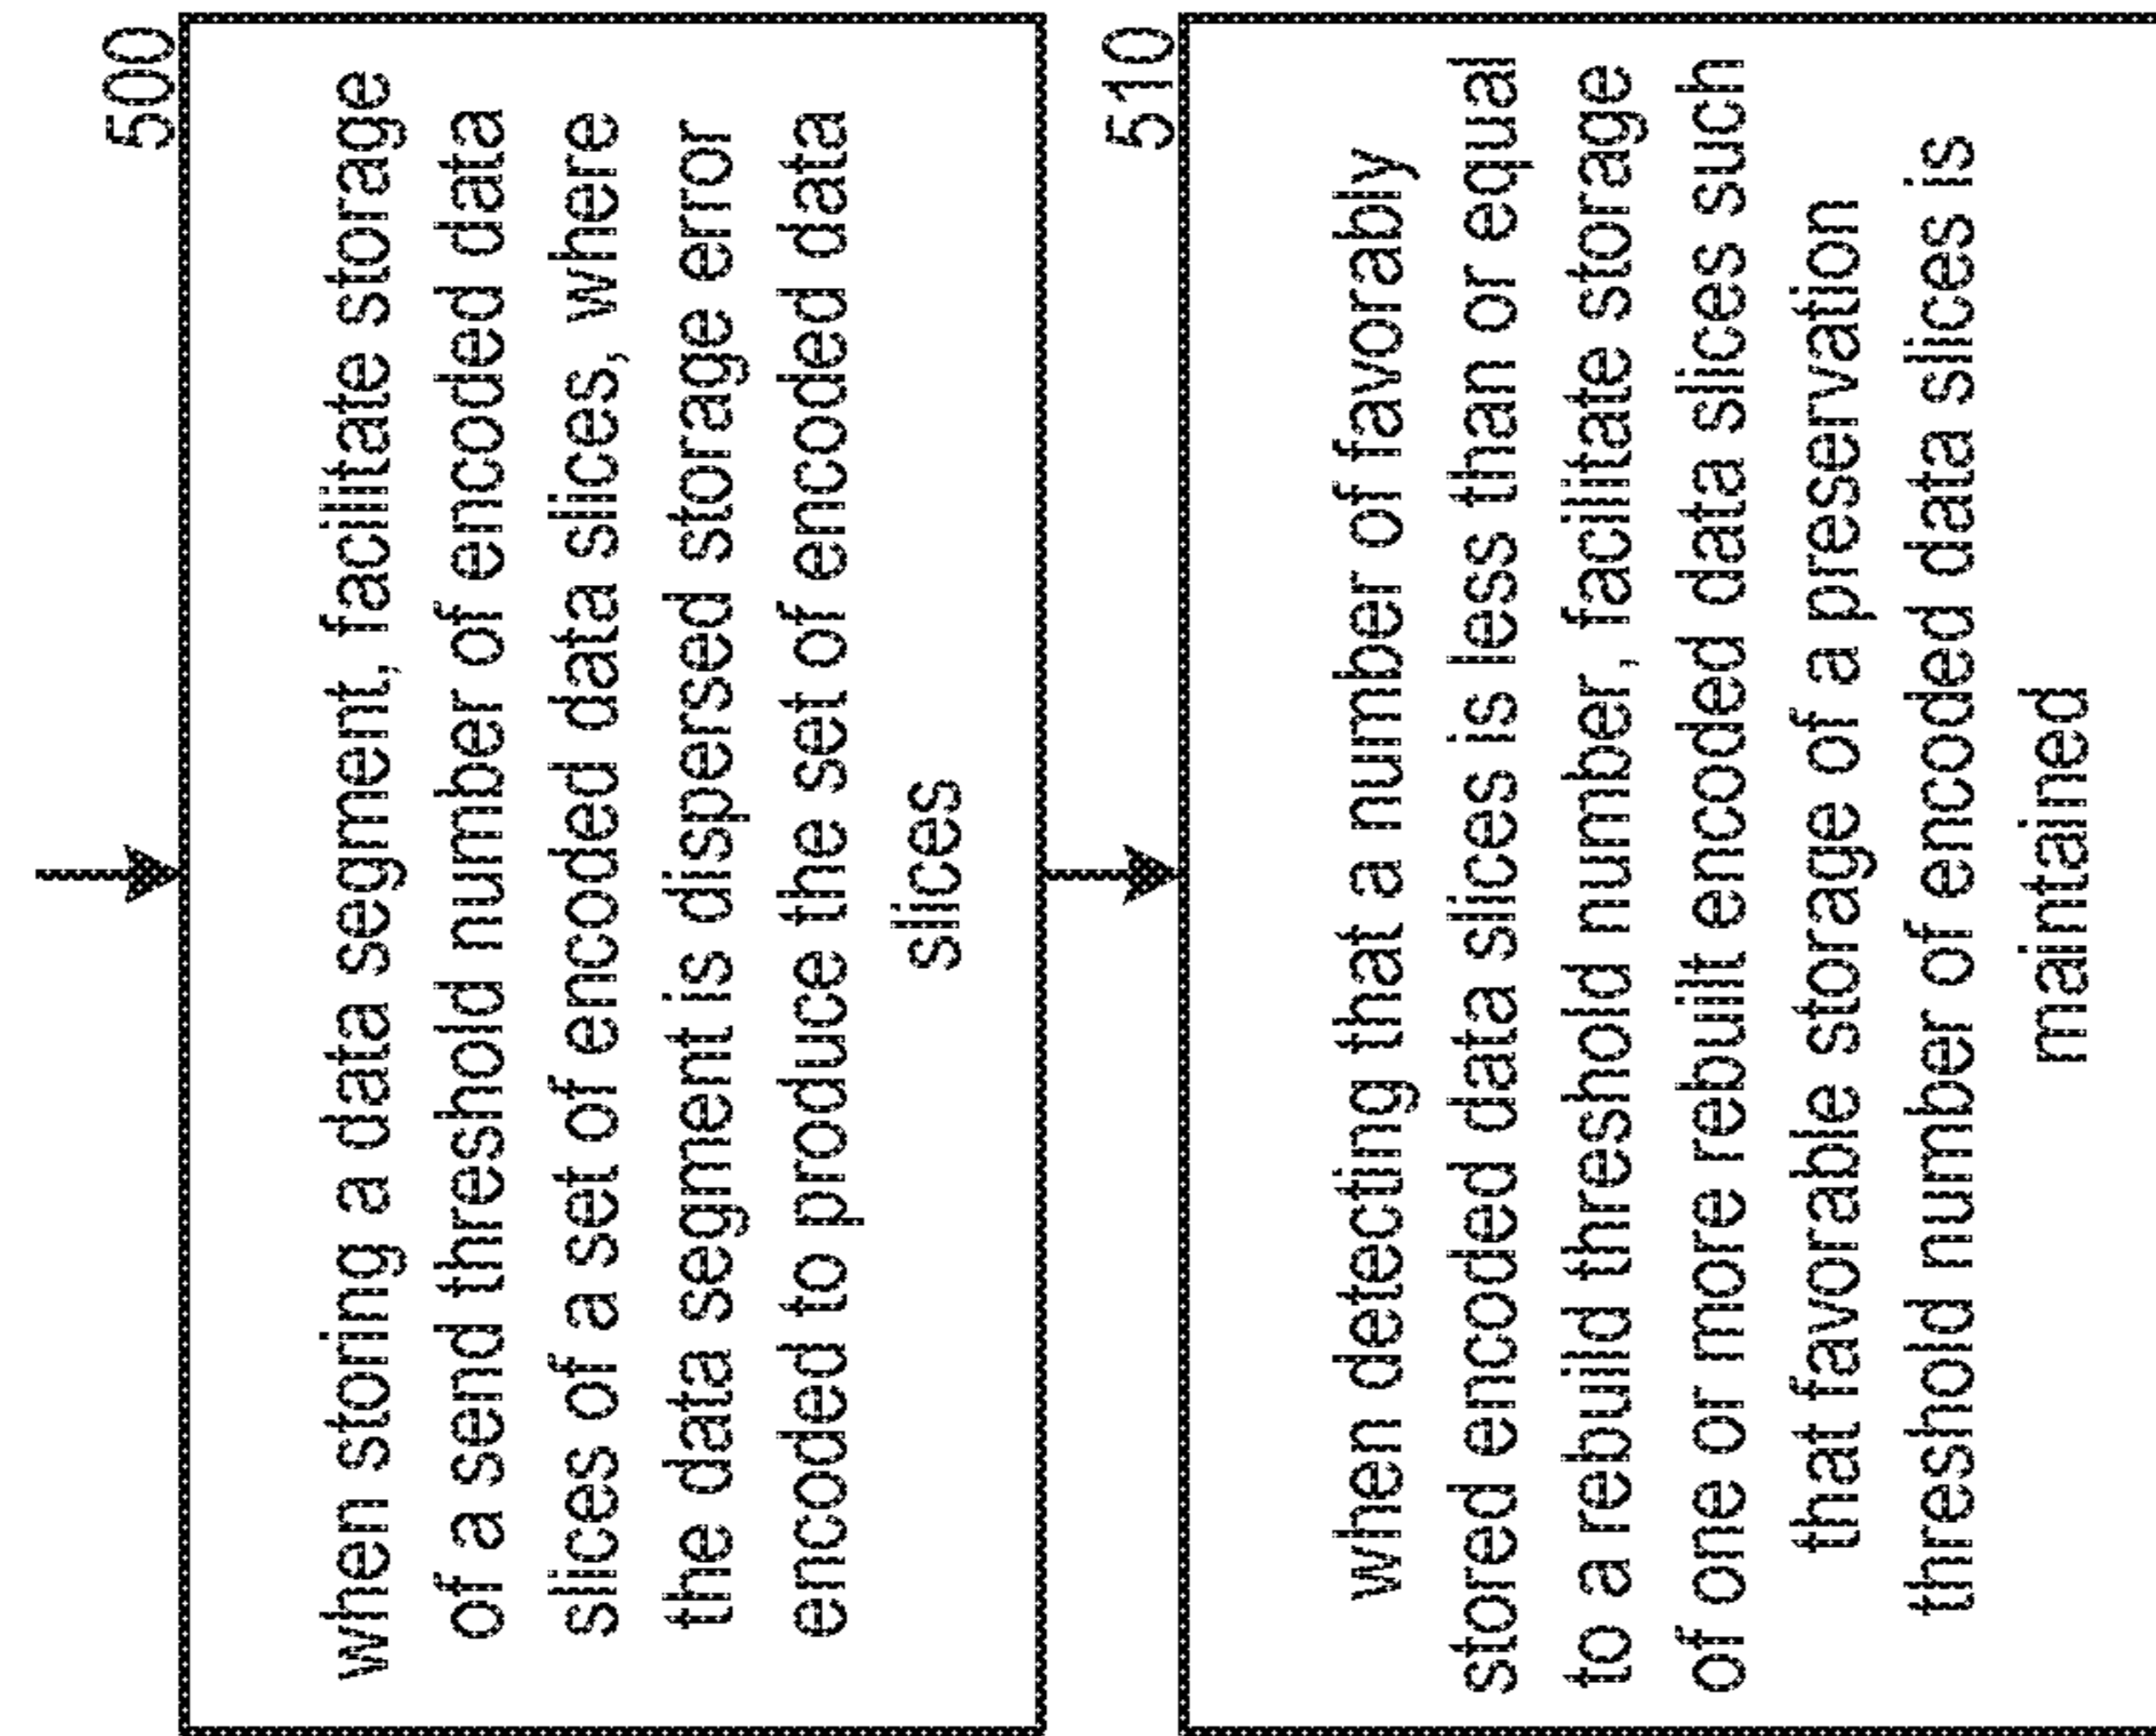 500
when storing a data segment, facilitate storage
of a send threshold number of encoded data
slices of a set of encoded data slices, where
the data segment is dispersed storage error
encoded to produce the set of encoded data
slices
510
when detecting that a number of favorably
stored encoded data slices is less than or equal
to a rebuild threshold number, facilitate storage
of one or more rebuilt encoded data slices such
that favorable storage of a preservation
threshold number of encoded data slices is
maintained